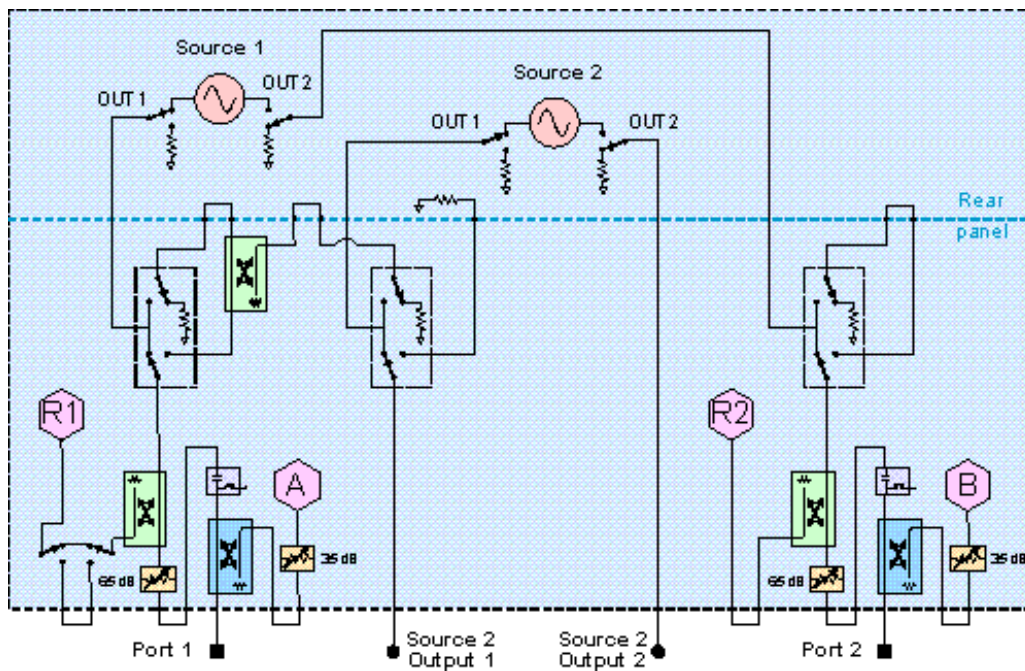 Source 1
OUT 1
OUT 2
Source 2
OUT 1
OUT 2
Rear
panel
R1
R2
A
B
65 dB
35 dB
65 dB
35 dB
Port 1
Source 2
Output 1
Source 2
Output 2
Port 2